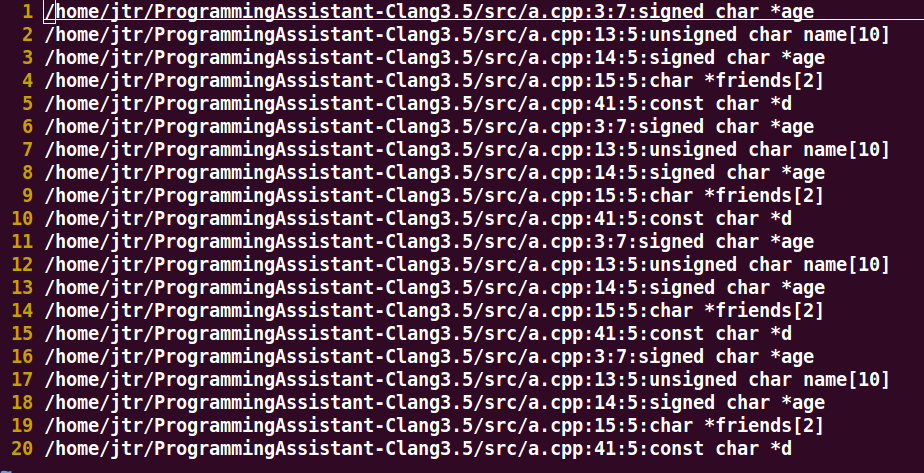 1 /home/jtr/ProgrammingAssistant-Clang3.5/src/a.cpp:3:7:signed char *age
2 /home/jtr/ProgrammingAssistant-Clang3.5/src/a.cpp:13:5:unsigned char name[10]
3 /home/jtr/ProgrammingAssistant-Clang3.5/src/a.cpp:14:5:signed char *age
4 /home/jtr/ProgrammingAssistant-Clang3.5/src/a.cpp:15:5:char *friends[2]
5 /home/jtr/ProgrammingAssistant-Clang3.5/src/a.cpp:41:5:const char *d
6 /home/jtr/ProgrammingAssistant-Clang3.5/src/a.cpp:3:7:signed char *age
7 /home/jtr/ProgrammingAssistant-Clang3.5/src/a.cpp:13:5:unsigned char name[10]
8 /home/jtr/ProgrammingAssistant-Clang3.5/src/a.cpp:14:5:signed char *age
9 /home/jtr/ProgrammingAssistant-Clang3.5/src/a.cpp:15:5:char *friends[2]
10 /home/jtr/ProgrammingAssistant-Clang3.5/src/a.cpp:41:5:const char *d
11 /home/jtr/ProgrammingAssistant-Clang3.5/src/a.cpp:3:7:signed char *age
12 /home/jtr/ProgrammingAssistant-Clang3.5/src/a.cpp:13:5:unsigned char name[10]
13 /home/jtr/ProgrammingAssistant-Clang3.5/src/a.cpp:14:5:signed char *age
14 /home/jtr/ProgrammingAssistant-Clang3.5/src/a.cpp:15:5:char *friends[2]
15 /home/jtr/ProgrammingAssistant-Clang3.5/src/a.cpp:41:5:const char *d
16 /home/jtr/ProgrammingAssistant-Clang3.5/src/a.cpp:3:7:signed char *age
17 /home/jtr/ProgrammingAssistant-Clang3.5/src/a.cpp:13:5:unsigned char name[10]
18 /home/jtr/ProgrammingAssistant-Clang3.5/src/a.cpp:14:5:signed char *age
19 /home/jtr/ProgrammingAssistant-Clang3.5/src/a.cpp:15:5:char *friends[2]
20 /home/jtr/ProgrammingAssistant-Clang3.5/src/a.cpp:41:5:const char *d
~